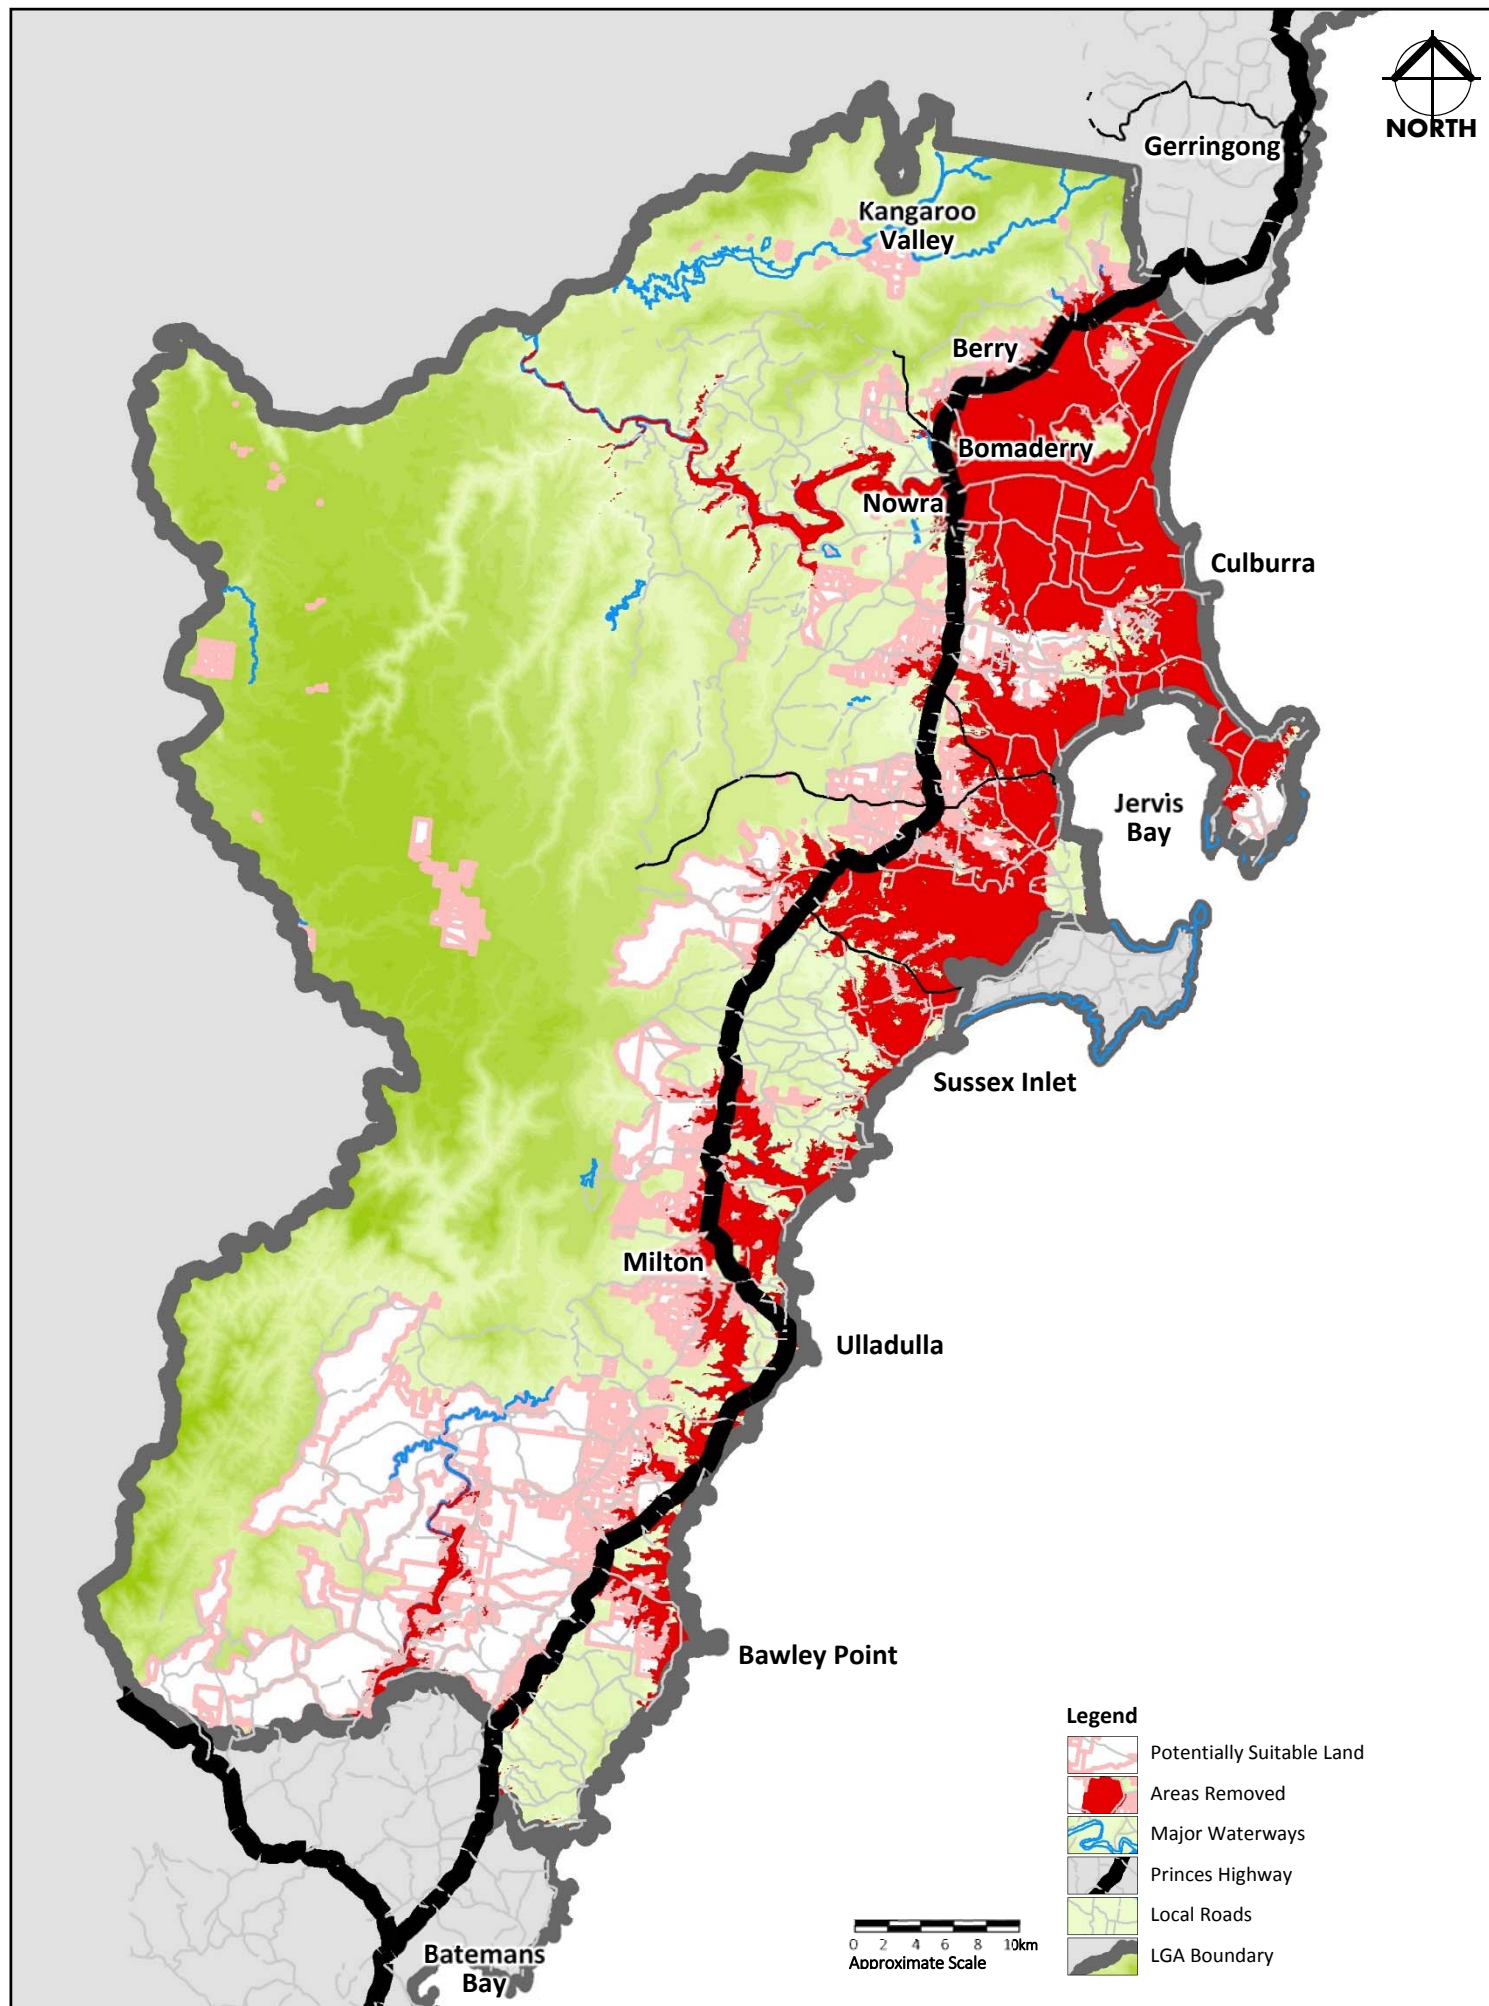 NORTH
Gerringong
Kangaroo
Valley
Berry
Bomaderry
Nowra
Culburra
Jervis
Bay
Sussex Inlet
Milton
Ulladulla
Bawley Point
Batemans
Bay
Legend
Potentially Suitable Land
Areas Removed
Major Waterways
Princes Highway
Local Roads
LGA Boundary
0 2 4 6 8 10km
Approximate Scale